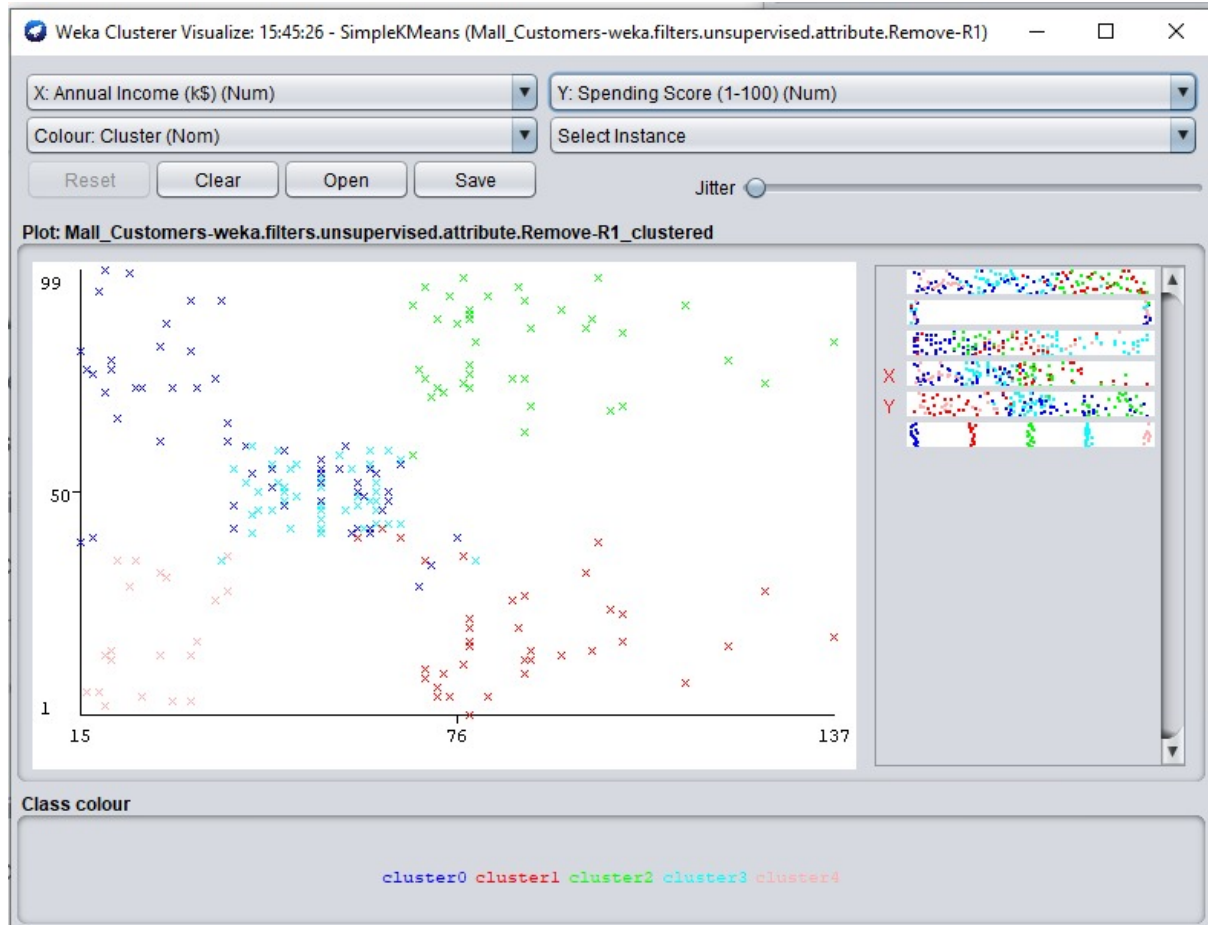 Weka Clusterer Visualize: 15:45:26 - SimpleKMeans (Mall_Customers-weka.filters.unsupervised.attribute.Remove-R1)
X: Annual Income (k$) (Num) Y: Spending Score (1-100) (Num)
Colour: Cluster (Nom) Select Instance
Reset Clear Open Save Jitter
Plot: Mall_Customers-weka.filters.unsupervised.attribute.Remove-R1_clustered
99
50
1
15 76 137
X
Y
Class colour
cluster0 cluster1 cluster2 cluster3 cluster4